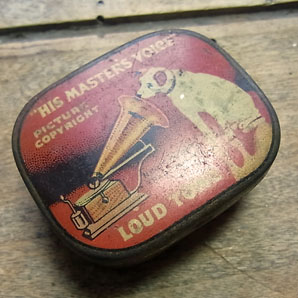 "HIS MASTER'S VOICE"
PICTURE
COPYRIGHT
LOUD TONE